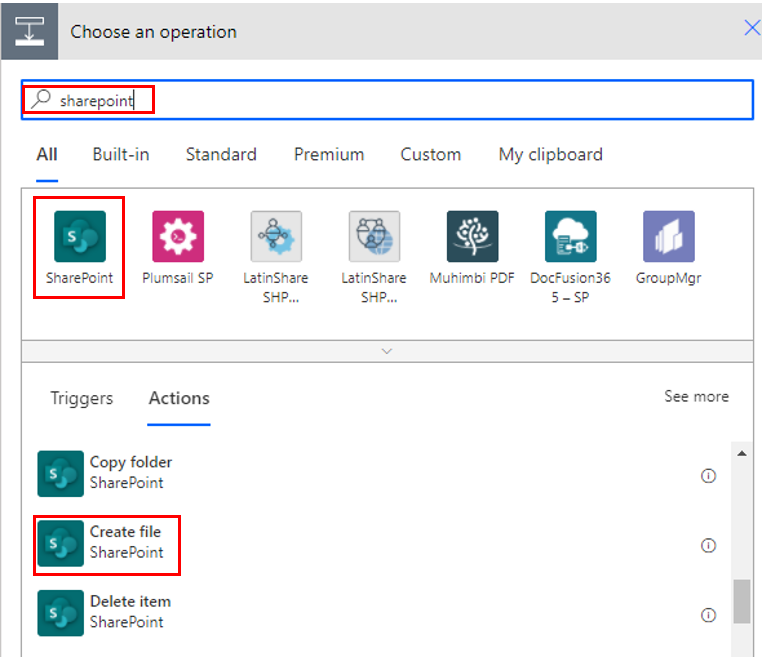 Choose an operation
sharepoint
All Built-in Standard Premium Custom My clipboard
SharePoint Plumsail SP LatinShare SHP... LatinShare SHP... Muhimbi PDF DocFusion365 – SP GroupMgr
Triggers Actions See more
Copy folder
SharePoint
Create file
SharePoint
Delete item
SharePoint